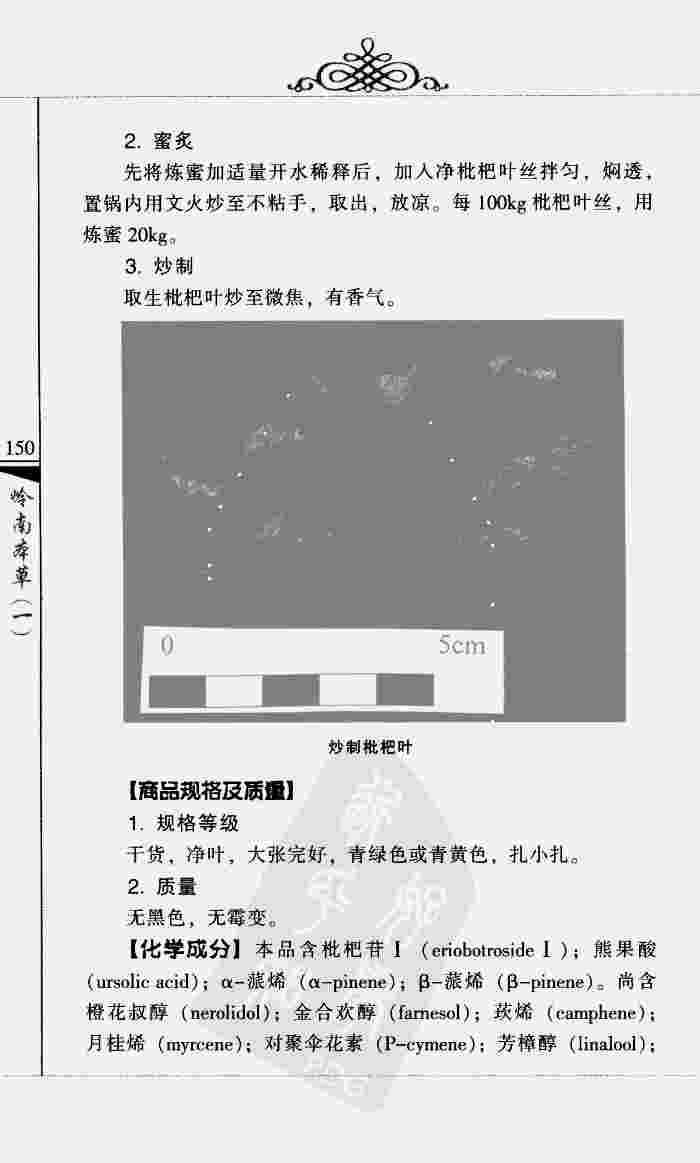 2. 蜜炙
先将炼蜜加适量开水稀释后，加入净枇杷叶丝拌匀，焖透，
置锅内用文火炒至不粘手，取出，放凉。每 100kg 枇杷叶丝，用
炼蜜 20kg。
3. 炒制
取生枇杷叶炒至微焦，有香气。
150
岭南本草（一）
0 5cm
炒制枇杷叶
【商品规格及质量】
1. 规格等级
干货，净叶，大张完好，青绿色或青黄色，扎小扎。
2. 质量
无黑色，无霉变。
【化学成分】本品含枇杷苷Ⅰ（eriobotrosideⅠ）；熊果酸
（ursolic acid）；α-蒎烯（α-pinene）；β-蒎烯（β-pinene）。尚含
橙花叔醇（nerolidol）；金合欢醇（farnesol）；莰烯（camphene）；
月桂烯（myrcene）；对聚伞花素（P-cymene）；芳樟醇（linalool）；